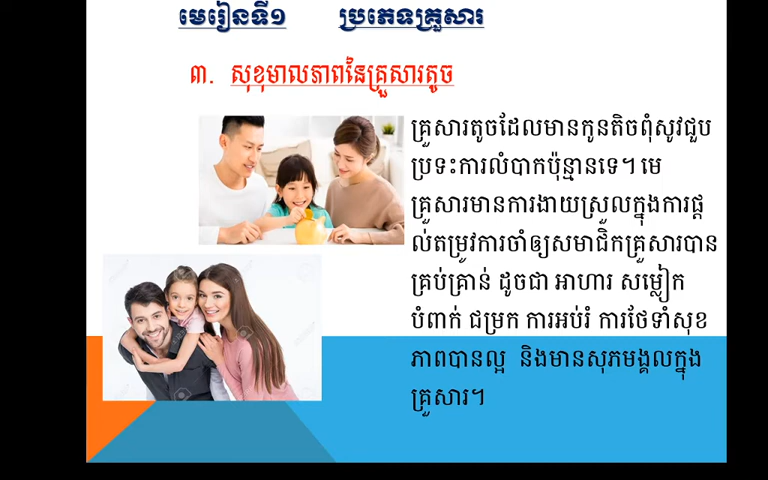 មេរៀនទី១ ប្រភេទគ្រួសារ
៣. សុខុមាលភាពនៃគ្រួសារតូច
គ្រួសារតូចដែលមានកូនតិចពុំសូវជួប
ប្រទះការលំបាកប៉ុន្មានទេ។ មេ
គ្រួសារមានការងាយស្រួលក្នុងការផ្ត
ល់តម្រូវការចាំឲ្យសមាជិកគ្រួសារបាន
គ្រប់គ្រាន់ ដូចជា អាហារ សម្លៀក
បំពាក់ ជម្រក ការអប់រំ ការថែទាំសុខ
ភាពបានល្អ និងមានសុភមង្គលក្នុង
គ្រួសារ។